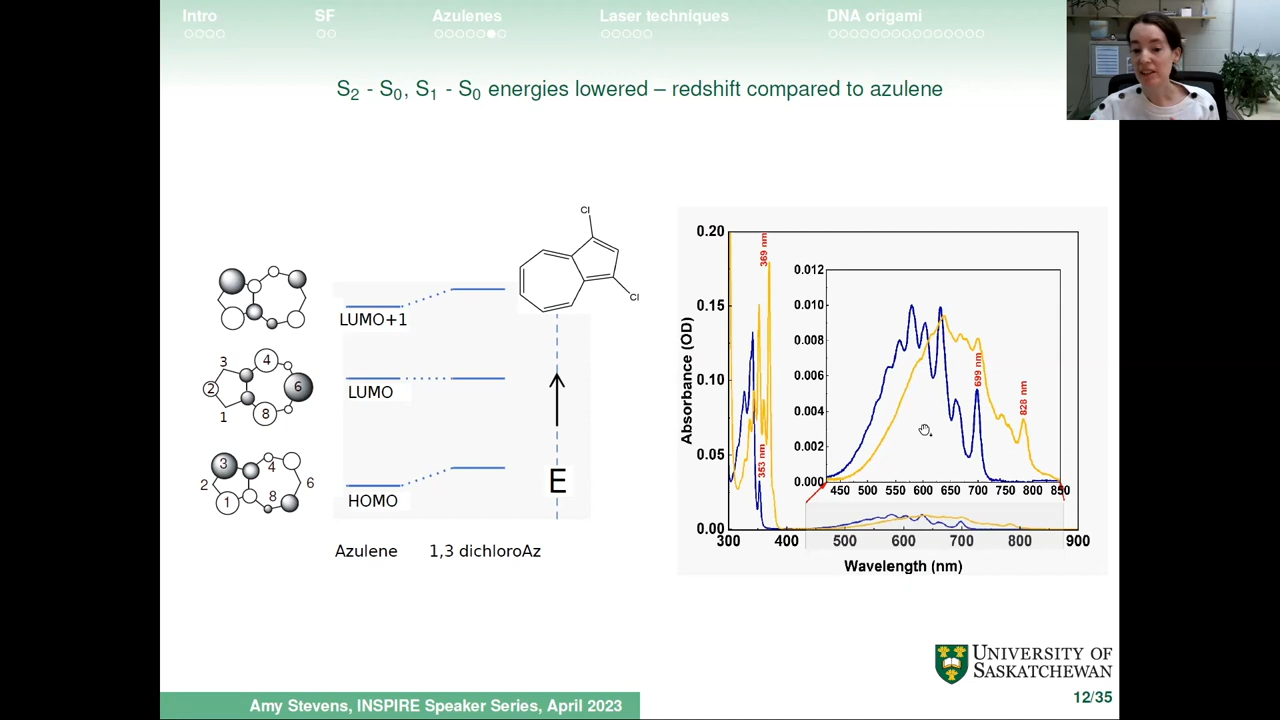 Intro SF Azulenes Laser techniques DNA origami
S2 - S0, S1 - S0 energies lowered – redshift compared to azulene
Cl
Cl
LUMO+1
LUMO
HOMO
3
4
2
6
1
8
3
4
2
6
1
8
E
Azulene 1,3 dichloroAz
Absorbance (OD)
0.20
0.15
0.10
0.05
0.00
300 400 500 600 700 800 900
Wavelength (nm)
369 nm
353 nm
0.012
0.010
0.008
0.006
0.004
0.002
0.000
450 500 550 600 650 700 750 800 850
699 nm
828 nm
UNIVERSITY OF
SASKATCHEWAN
Amy Stevens, INSPIRE Speaker Series, April 2023
12/35